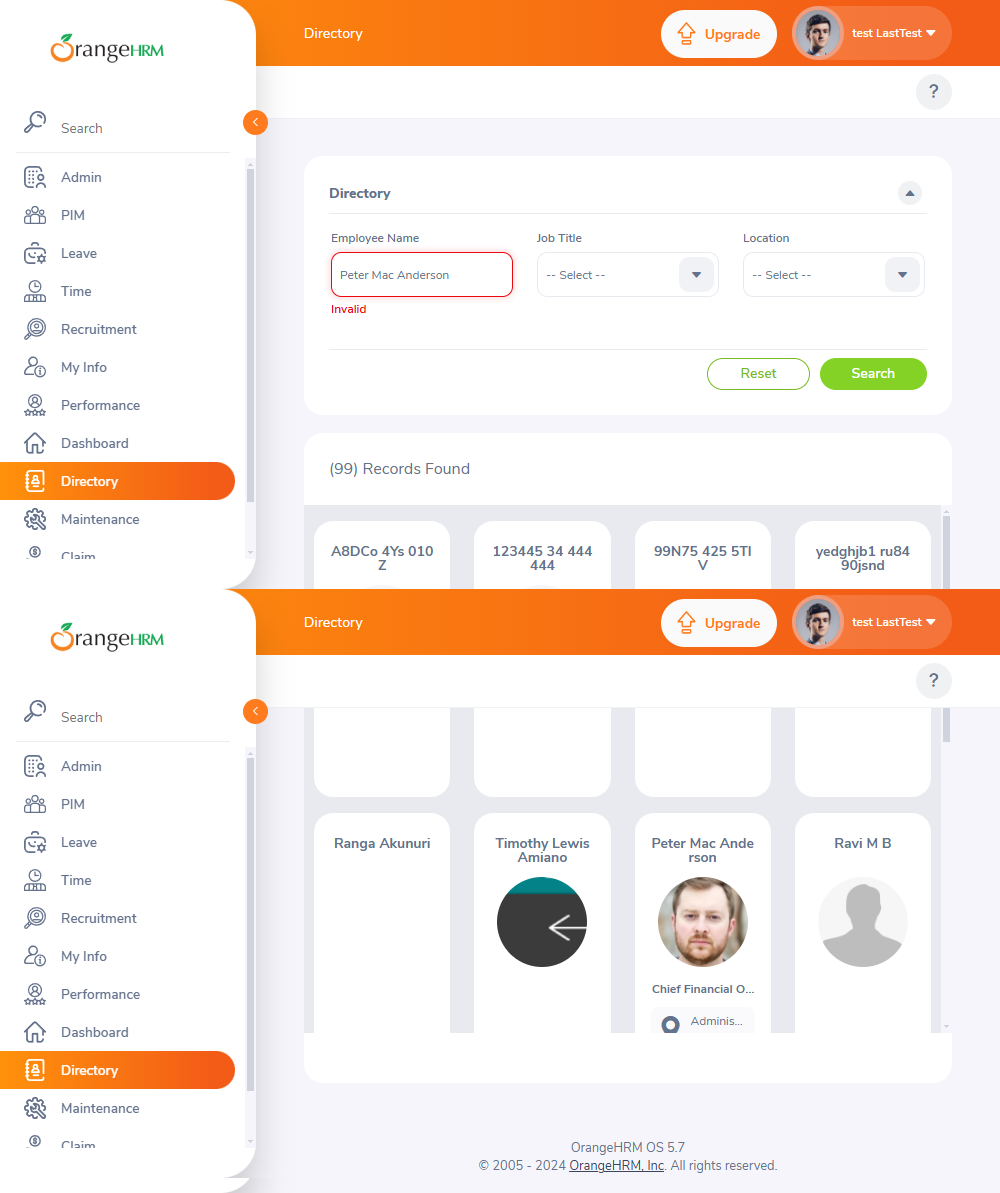 OrangeHRM
Directory
Upgrade
test LastTest
?
Search
Admin
PIM
Leave
Time
Recruitment
My Info
Performance
Dashboard
Directory
Maintenance
Claim
Directory
Employee Name
Job Title
Location
Peter Mac Anderson
-- Select --
-- Select --
Invalid
Reset
Search
(99) Records Found
A8DCo 4Ys 010
Z
123445 34 444
444
99N75 425 5TI
V
yedghjb1 ru84
90jsnd
OrangeHRM
Directory
Upgrade
test LastTest
?
Search
Admin
PIM
Leave
Time
Recruitment
My Info
Performance
Dashboard
Directory
Maintenance
Claim
Ranga Akunuri
Timothy Lewis
Amiano
Peter Mac Ande
rson
Chief Financial O...
Adminis...
Ravi M B
OrangeHRM OS 5.7
© 2005 - 2024 OrangeHRM, Inc. All rights reserved.